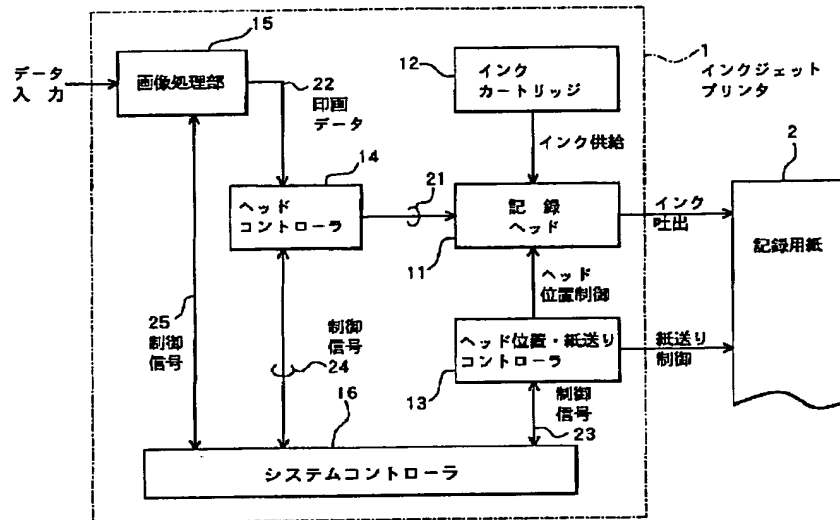 15
データ
入 力
画像処理部
22
印画
データ
12
インク
カートリッジ
1
インクジェット
プリンタ
インク供給
14
ヘッド
コントローラ
21
記 録
ヘッド
11
インク
吐出
2
記録用紙
ヘッド
位置制御
25
制御
信号
制御
信号
24
ヘッド位置・紙送り
コントローラ
13
紙送り
制御
制御
信号
23
16
システムコントローラ